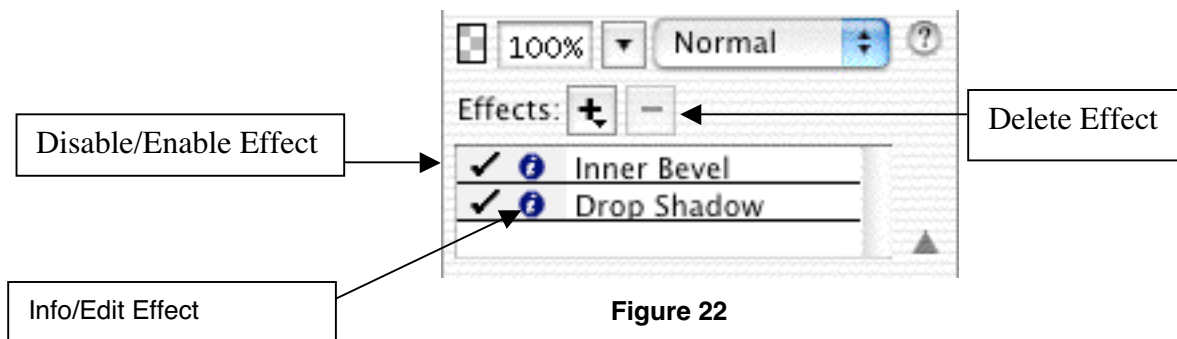 100% Normal ?
Effects: + −
Delete Effect
Disable/Enable Effect
✓ i Inner Bevel
✓ i Drop Shadow
Info/Edit Effect
Figure 22